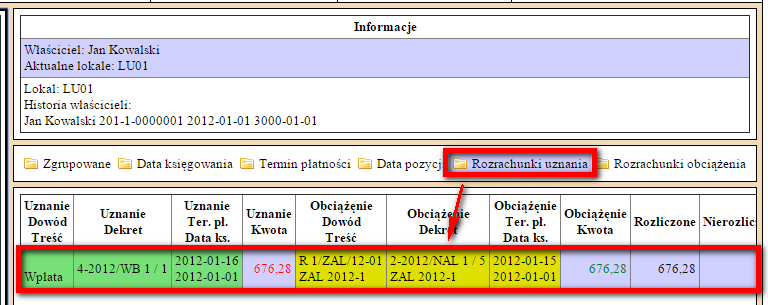 Informacje
Właściciel: Jan Kowalski
Aktualne lokale: LU01
Lokal: LU01
Historia właścicieli:
Jan Kowalski 201-1-0000001 2012-01-01 3000-01-01
Zgrupowane Data księgowania Termin płatności Data pozycji Rozrachunki uznania Rozrachunki obciążenia
Uznanie
Dowód
Treść
Uznanie
Dekret
Uznanie
Ter. pł.
Data ks.
Uznanie
Kwota
Obciążenie
Dowód
Treść
Obciążenie
Dekret
Obciążenie
Ter. pł.
Data ks.
Obciążenie
Kwota
Rozliczone
Nierozlic
Wpłata
4-2012/WB 1 / 1
2012-01-16
2012-01-01
676,28
R 1/ZAL/12-01
ZAL 2012-1
2-2012/NAL 1 / 5
ZAL 2012-1
2012-01-15
2012-01-01
676,28
676,28